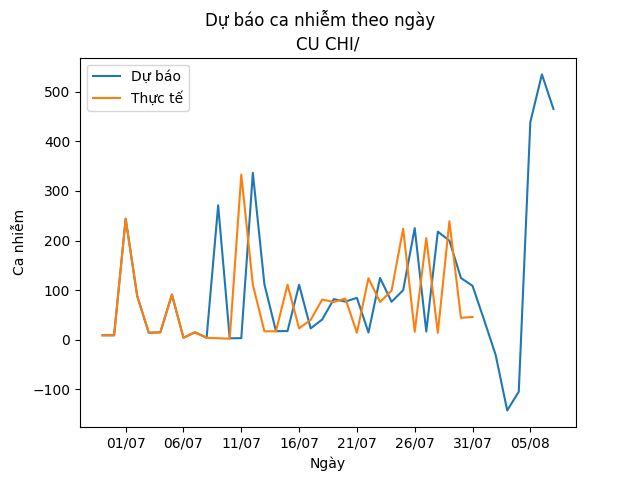 Dự báo ca nhiễm theo ngày
CU CHI/
Dự báo
Thực tế
Ca nhiễm
500
400
300
200
100
0
−100
01/07 06/07 11/07 16/07 21/07 26/07 31/07 05/08
Ngày